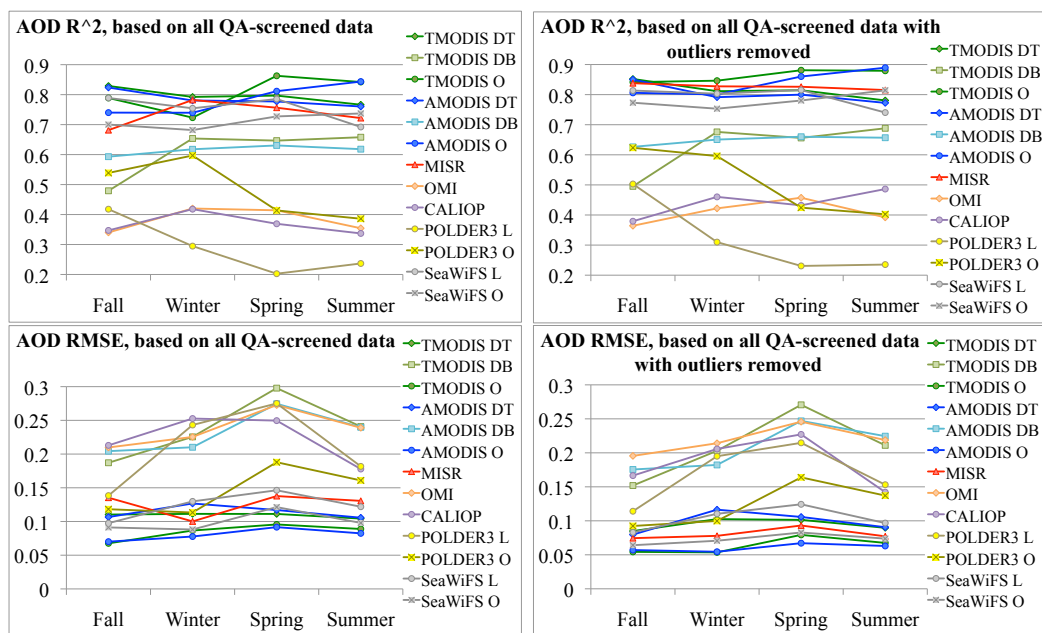 AOD R^2, based on all QA-screened data
0.9
0.8
0.7
0.6
0.5
0.4
0.3
0.2
Fall Winter Spring Summer
TMODIS DT
TMODIS DB
TMODIS O
AMODIS DT
AMODIS DB
AMODIS O
MISR
OMI
CALIOP
POLDER3 L
POLDER3 O
SeaWiFS L
SeaWiFS O
AOD R^2, based on all QA-screened data with
outliers removed
0.9
0.8
0.7
0.6
0.5
0.4
0.3
0.2
Fall Winter Spring Summer
TMODIS DT
TMODIS DB
TMODIS O
AMODIS DT
AMODIS DB
AMODIS O
MISR
OMI
CALIOP
POLDER3 L
POLDER3 O
SeaWiFS L
SeaWiFS O
AOD RMSE, based on all QA-screened data
0.3
0.25
0.2
0.15
0.1
0.05
0
Fall Winter Spring Summer
TMODIS DT
TMODIS DB
TMODIS O
AMODIS DT
AMODIS DB
AMODIS O
MISR
OMI
CALIOP
POLDER3 L
POLDER3 O
SeaWiFS L
SeaWiFS O
AOD RMSE, based on all QA-screened data
with outliers removed
0.3
0.25
0.2
0.15
0.1
0.05
0
Fall Winter Spring Summer
TMODIS DT
TMODIS DB
TMODIS O
AMODIS DT
AMODIS DB
AMODIS O
MISR
OMI
CALIOP
POLDER3 L
POLDER3 O
SeaWiFS L
SeaWiFS O